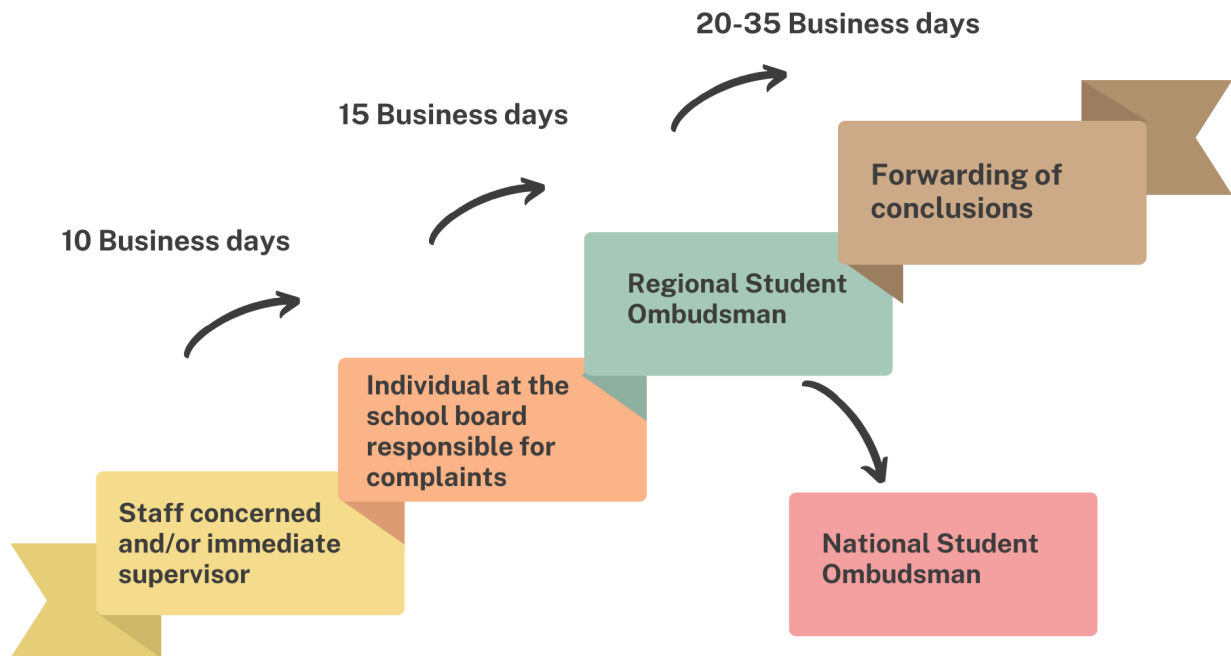 20-35 Business days
15 Business days
Forwarding of
conclusions
10 Business days
Regional Student
Ombudsman
Individual at the
school board
responsible for
complaints
Staff concerned
and/or immediate
supervisor
National Student
Ombudsman